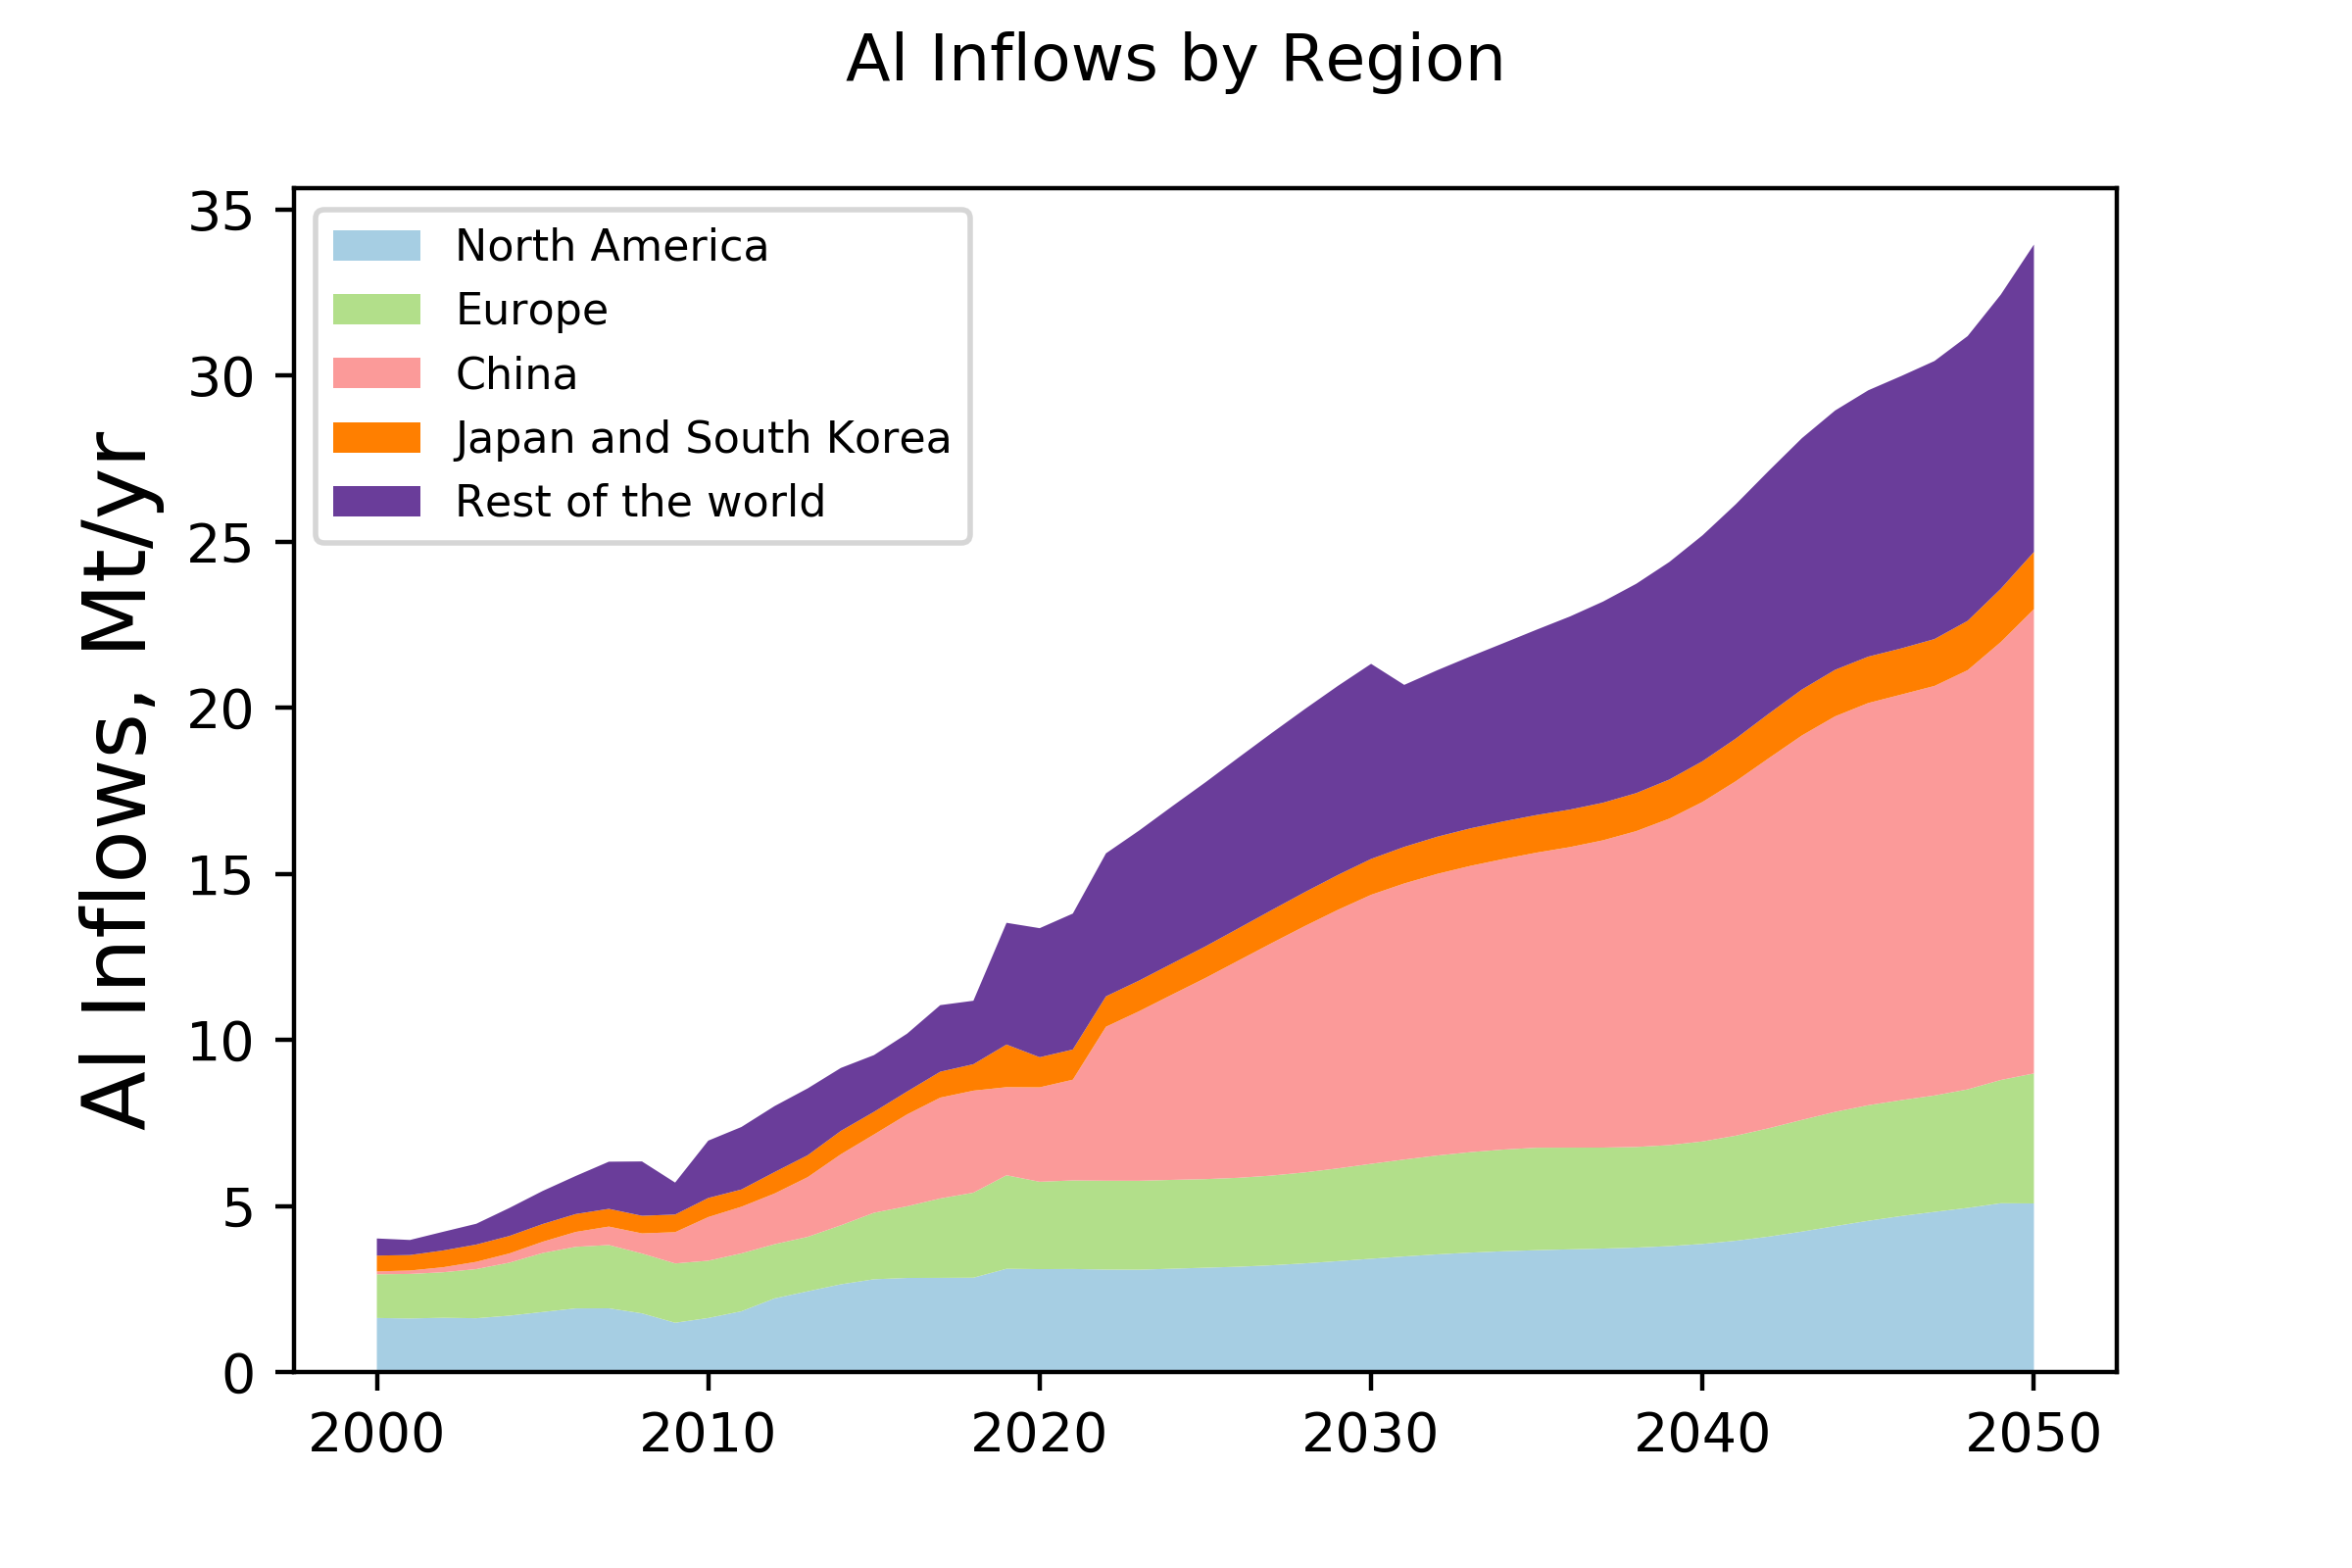 Al Inflows by Region
Al Inflows, Mt/yr
35
30
25
20
15
10
5
0
North America
Europe
China
Japan and South Korea
Rest of the world
2000
2010
2020
2030
2040
2050